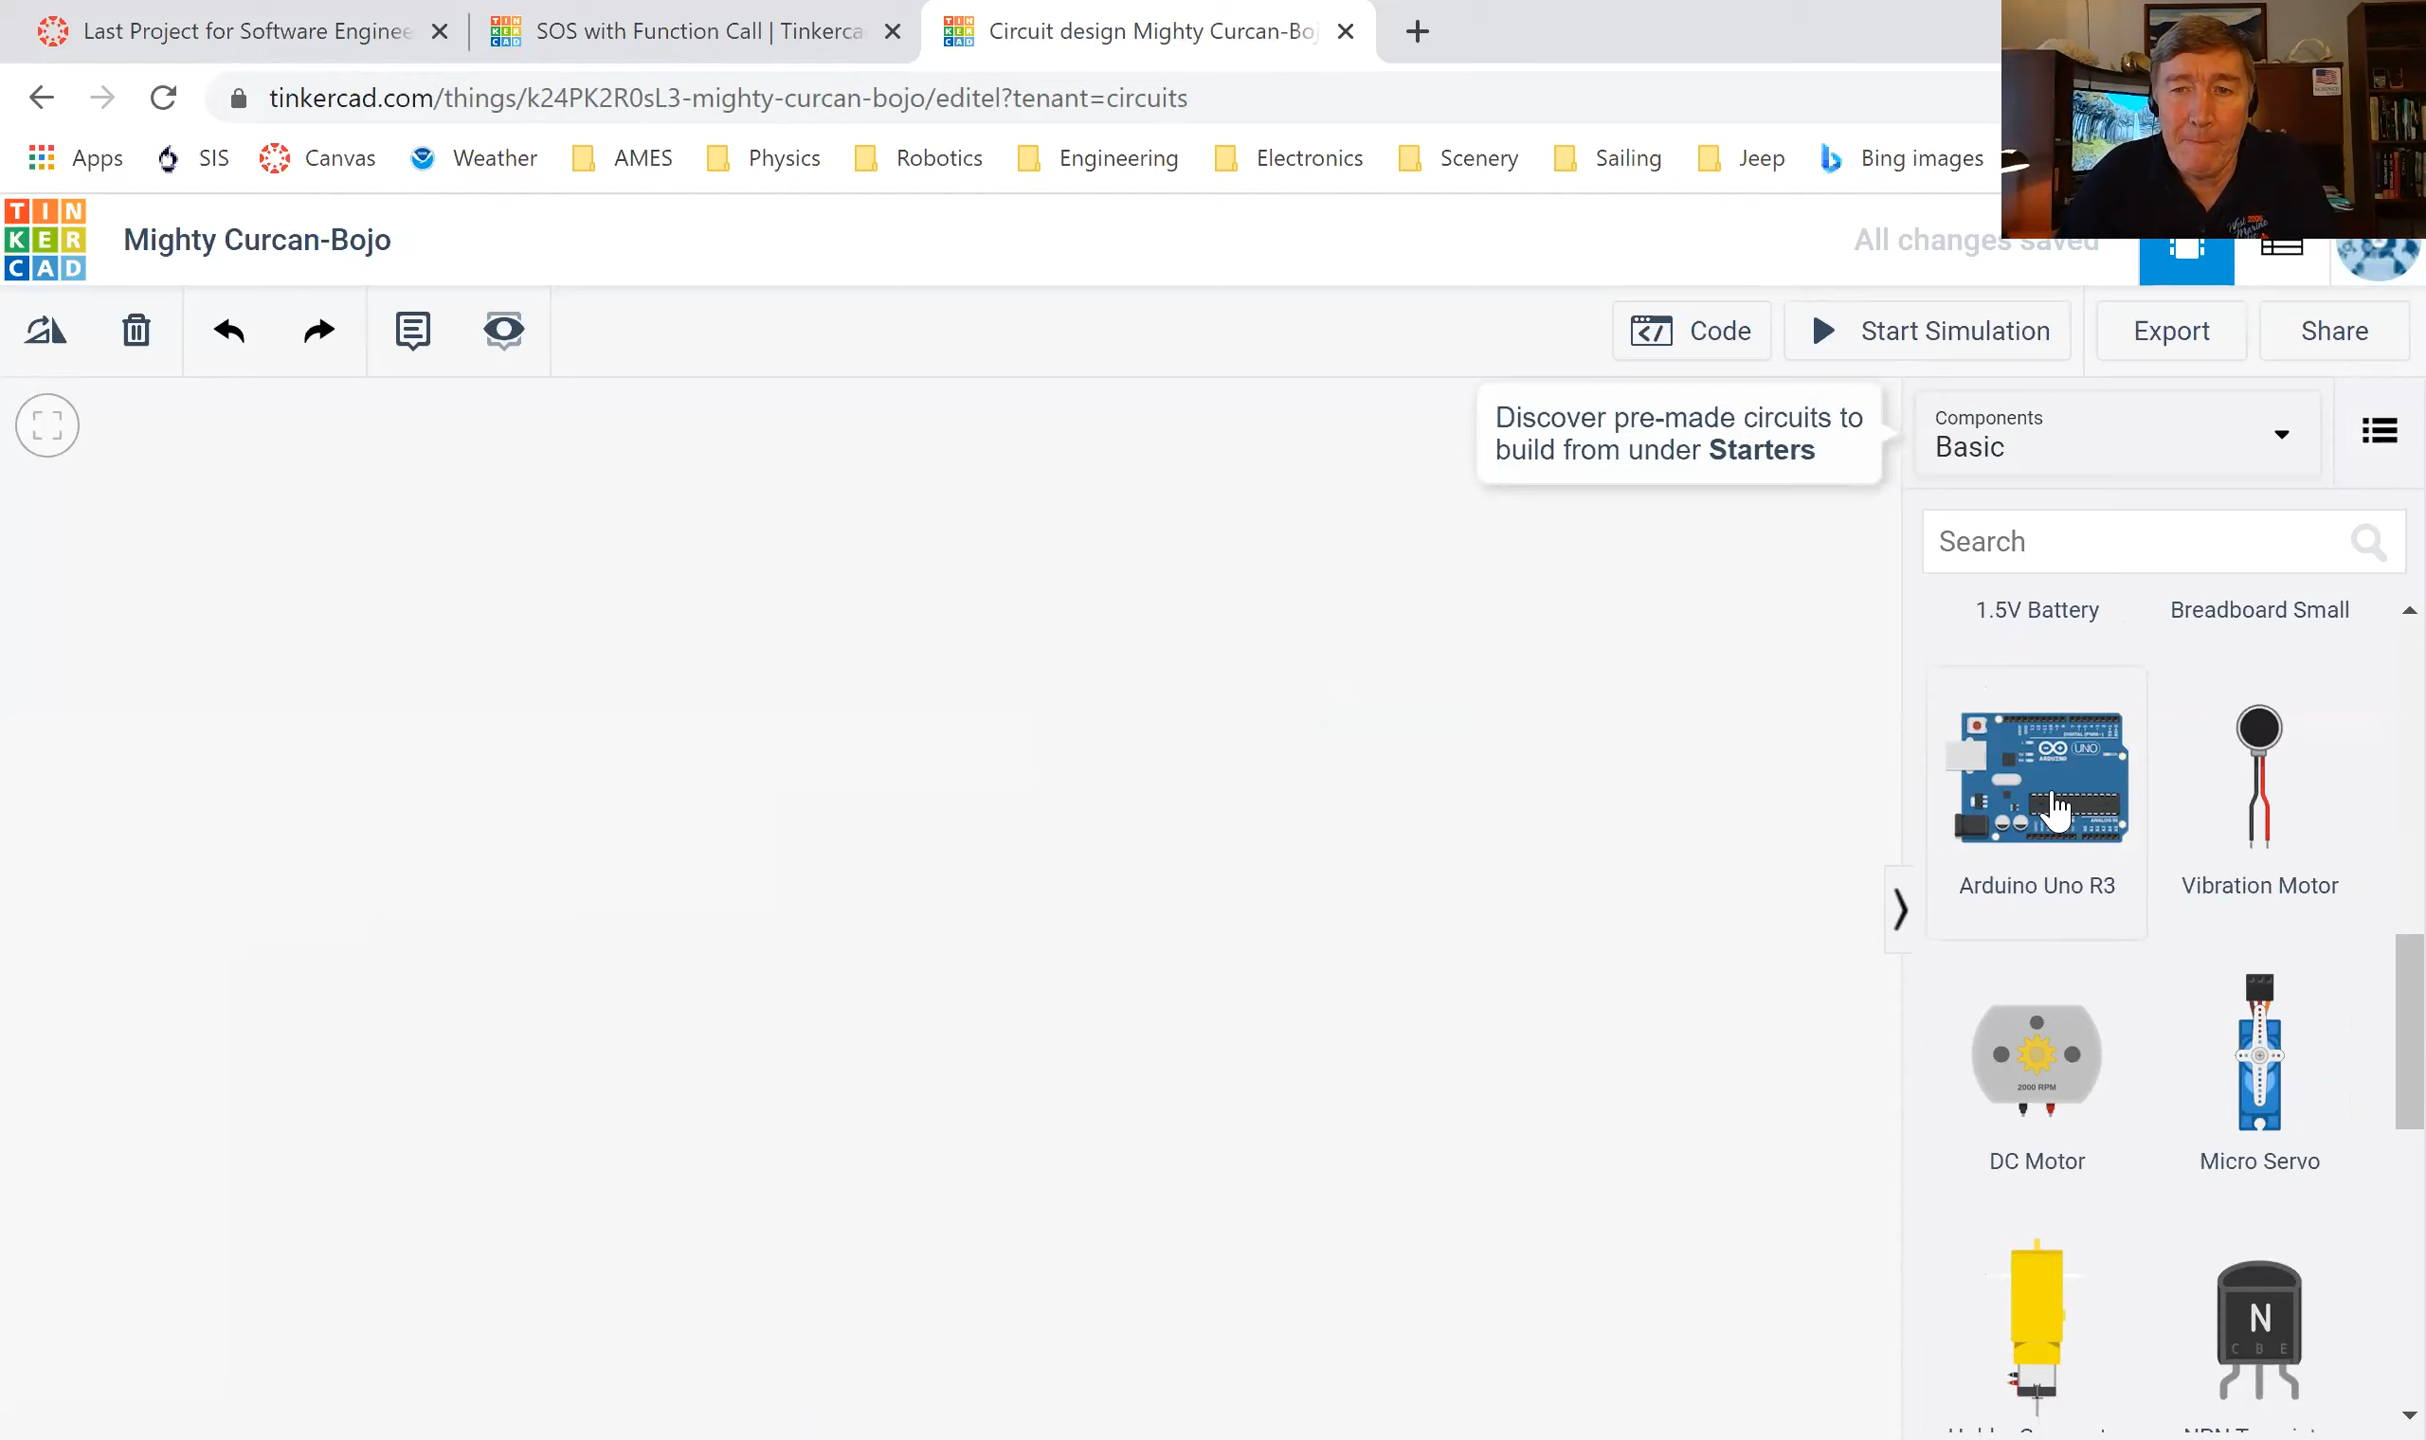 Last Project for Software Enginee
SOS with Function Call | Tinkerca
Circuit design Mighty Curcan-Boj
tinkercad.com/things/k24PK2R0sL3-mighty-curcan-bojo/editel?tenant=circuits
Apps
SIS
Canvas
Weather
AMES
Physics
Robotics
Engineering
Electronics
Scenery
Sailing
Jeep
Bing images
TIN
KER
CAD
Mighty Curcan-Bojo
All changes saved
Code
Start Simulation
Export
Share
Discover pre-made circuits to
build from under Starters
Components
Basic
Search
1.5V Battery
Breadboard Small
UNO
ARDUINO
Arduino Uno R3
Vibration Motor
2000 RPM
DC Motor
Micro Servo
N
C B E